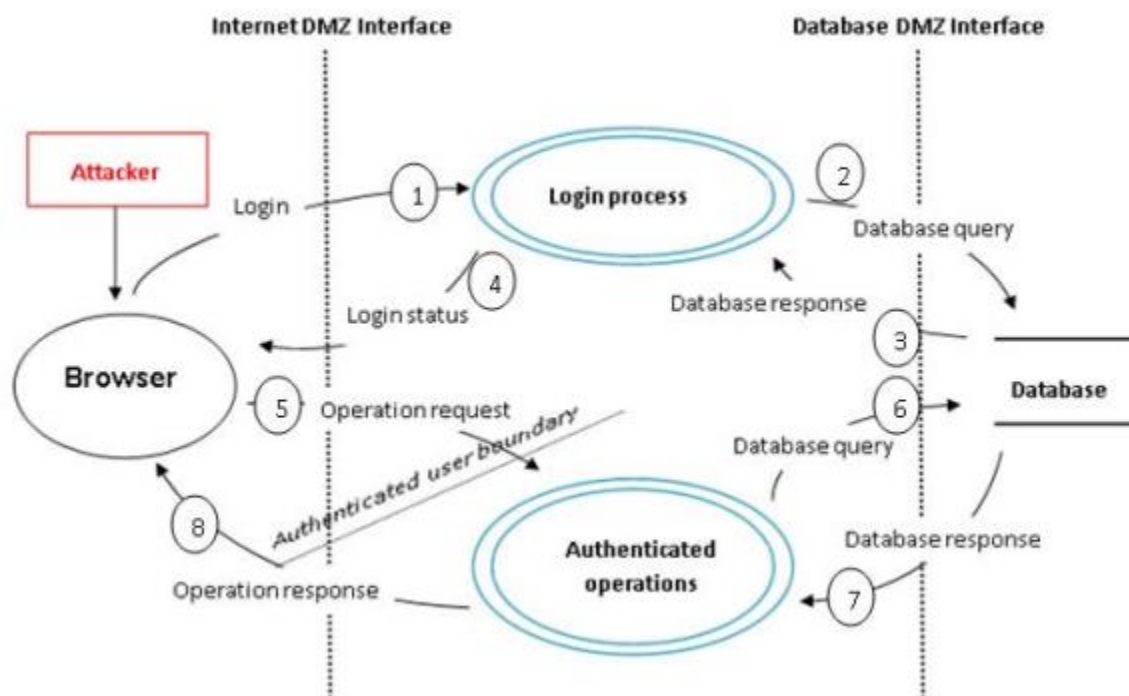 Internet DMZ Interface
Database DMZ Interface
Attacker
Login
1
Login process
2
Database query
4
Login status
Database response
3
Browser
5
Operation request
Authenticated user boundary
6
Database
Database query
8
Authenticated
operations
Database response
7
Operation response